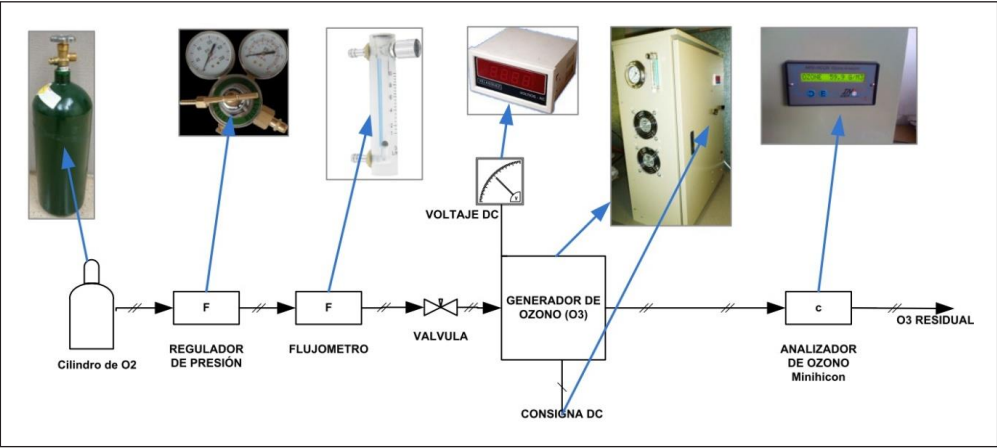 VOLTAJE DC
V
F
F
c
GENERADOR DE
OZONO (O3)
O3 RESIDUAL
VALVULA
Cilindro de O2
REGULADOR
DE PRESIÓN
FLUJOMETRO
ANALIZADOR
DE OZONO
Minihicon
CONSIGNA DC